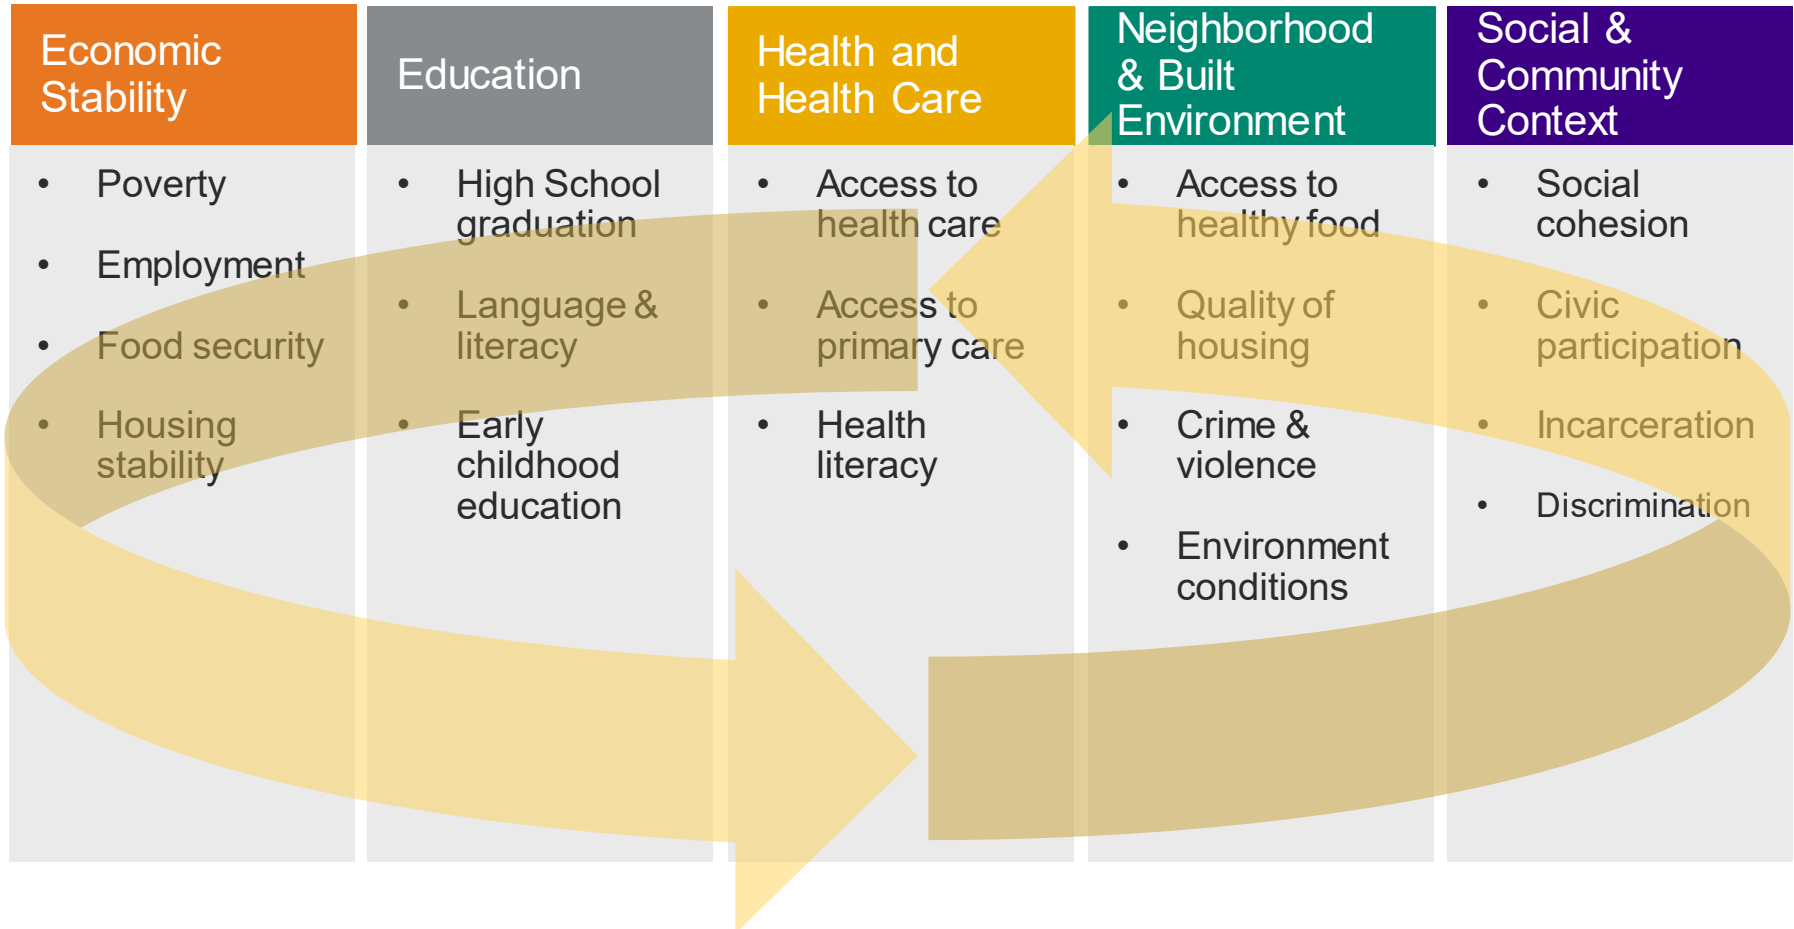 Economic
Stability
• Poverty
• Employment
• Food security
• Housing
stability
Education
• High School
graduation
• Language &
literacy
• Early
childhood
education
Health and
Health Care
• Access to
health care
• Access to
primary care
• Health
literacy
Neighborhood
& Built
Environment
• Access to
healthy food
• Quality of
housing
• Crime &
violence
• Environment
conditions
Social &
Community
Context
• Social
cohesion
• Civic
participation
• Incarceration
• Discrimination